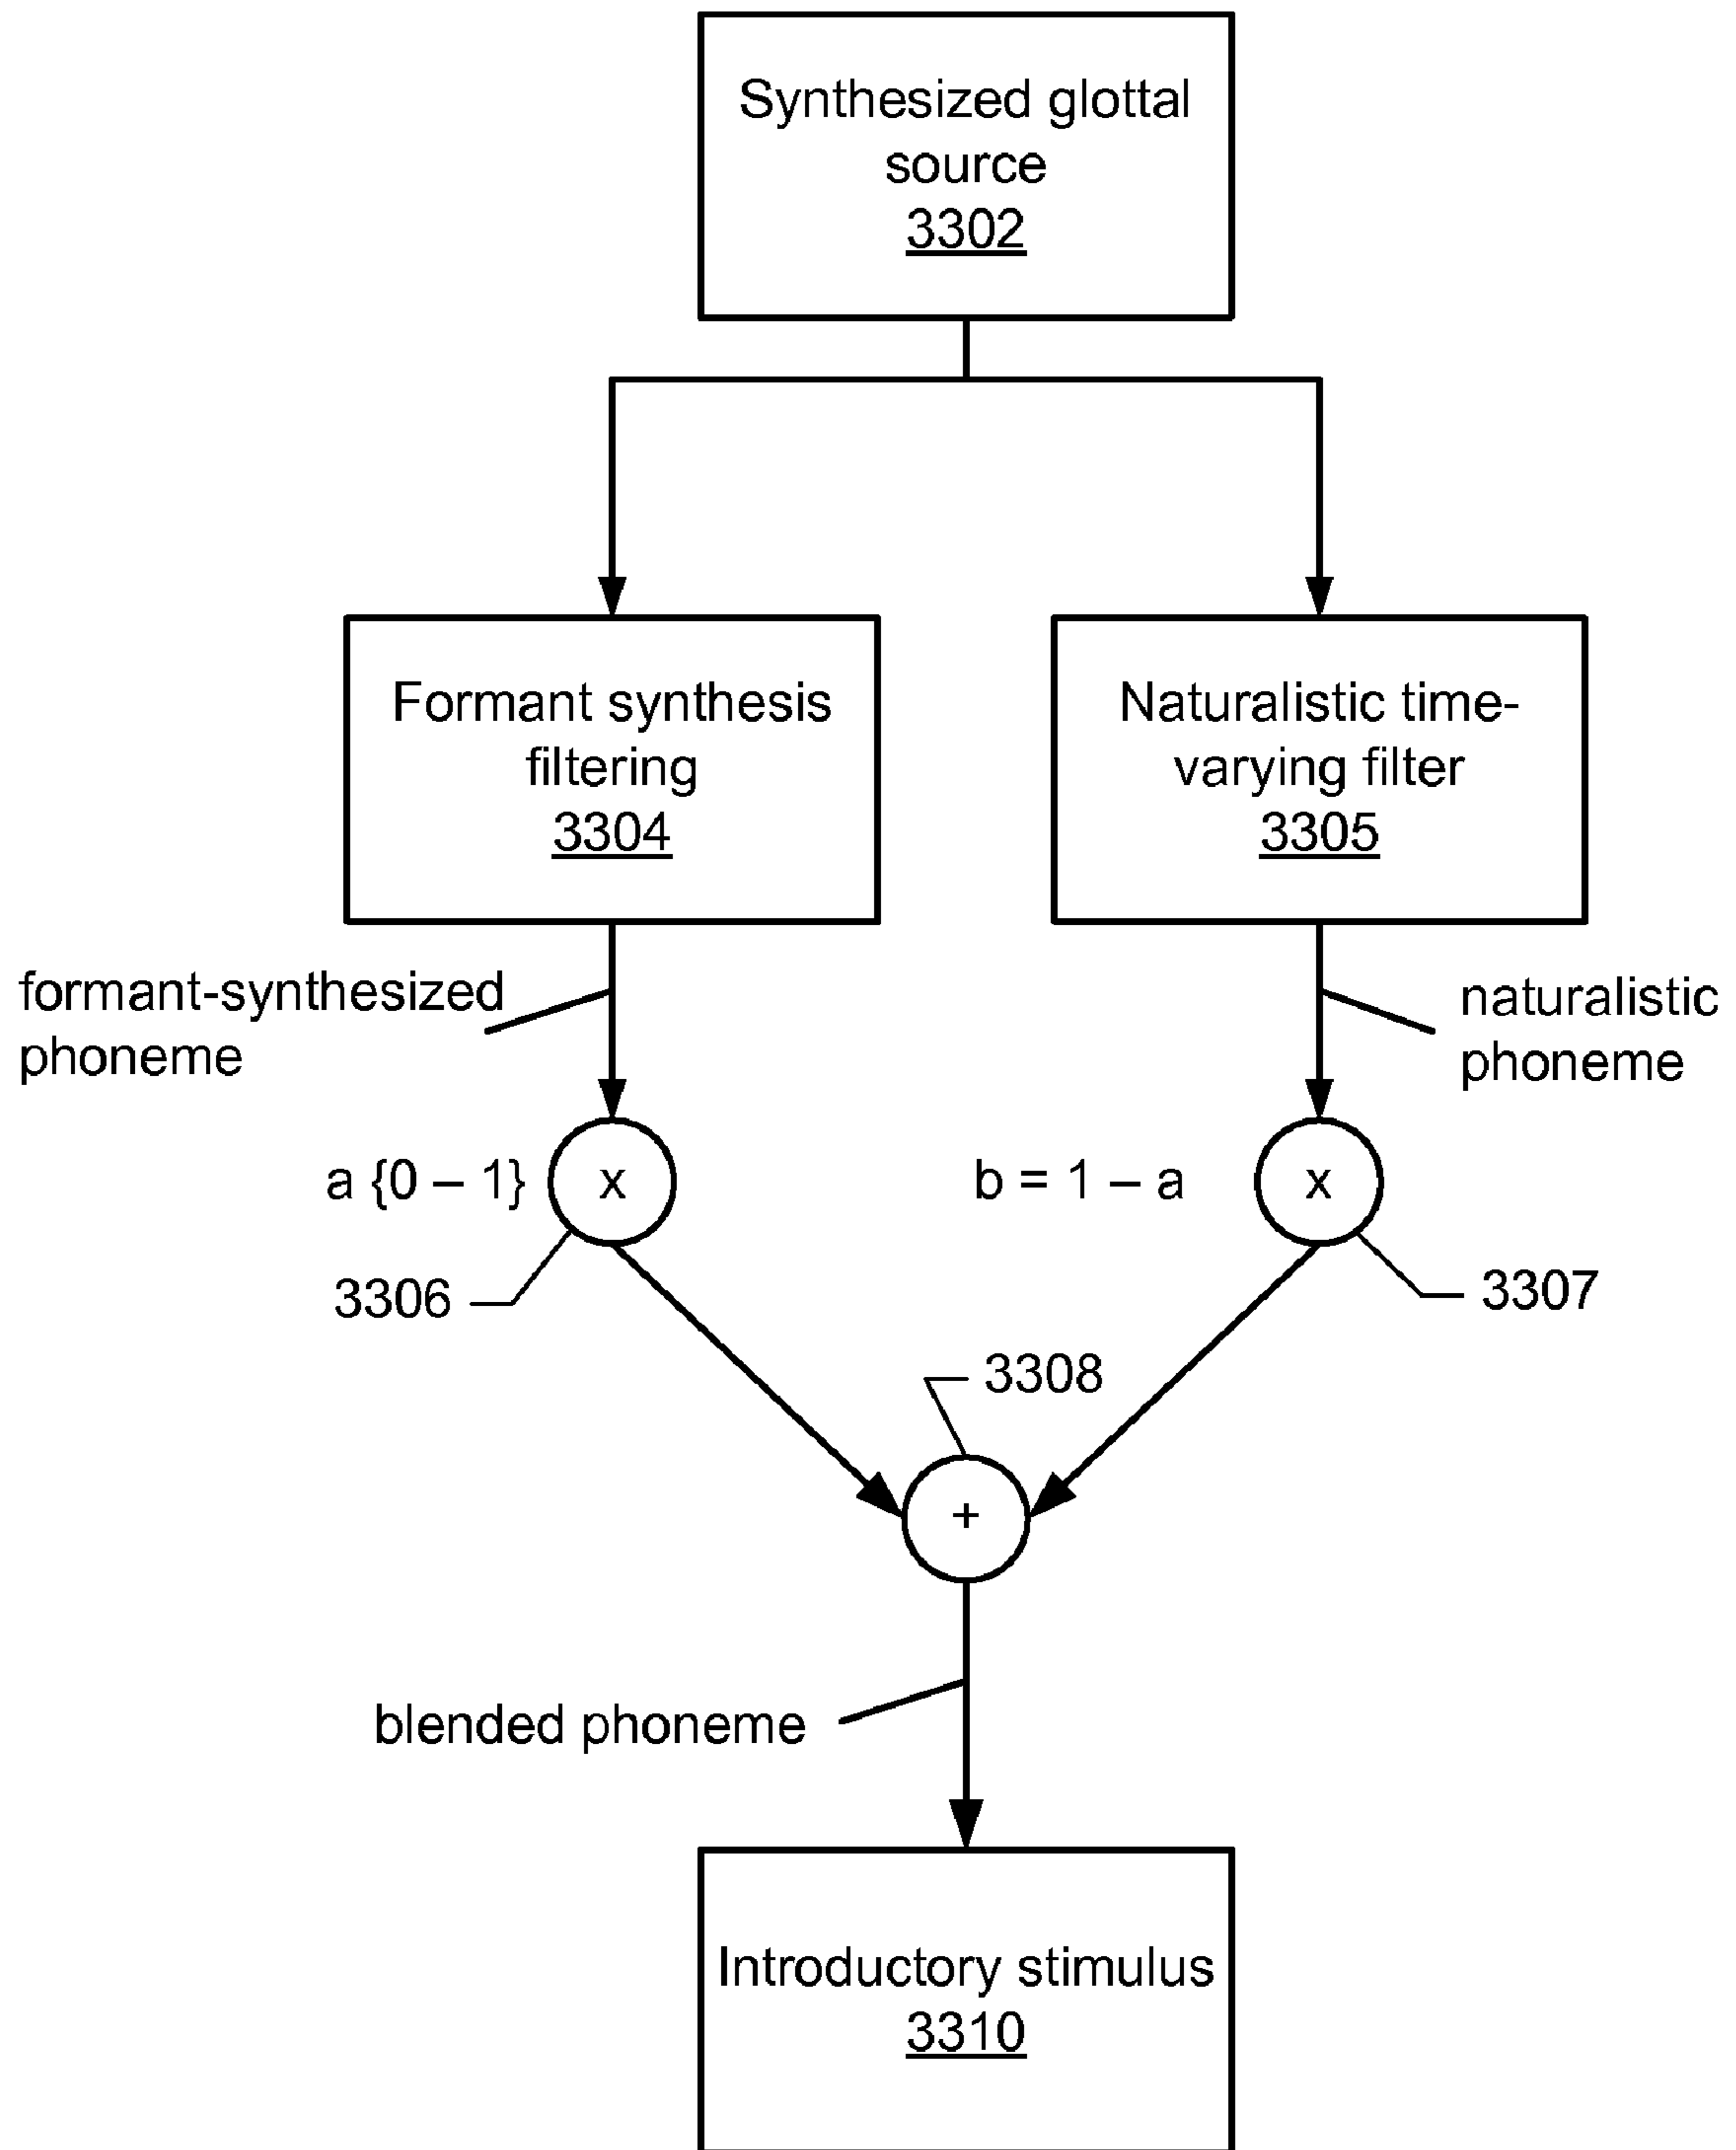 Synthesized glottal
source
3302
Formant synthesis
filtering
3304
Naturalistic time-
varying filter
3305
formant-synthesized
phoneme
naturalistic
phoneme
a {0 – 1}
x
b = 1 – a
x
3306
3307
3308
+
blended phoneme
Introductory stimulus
3310